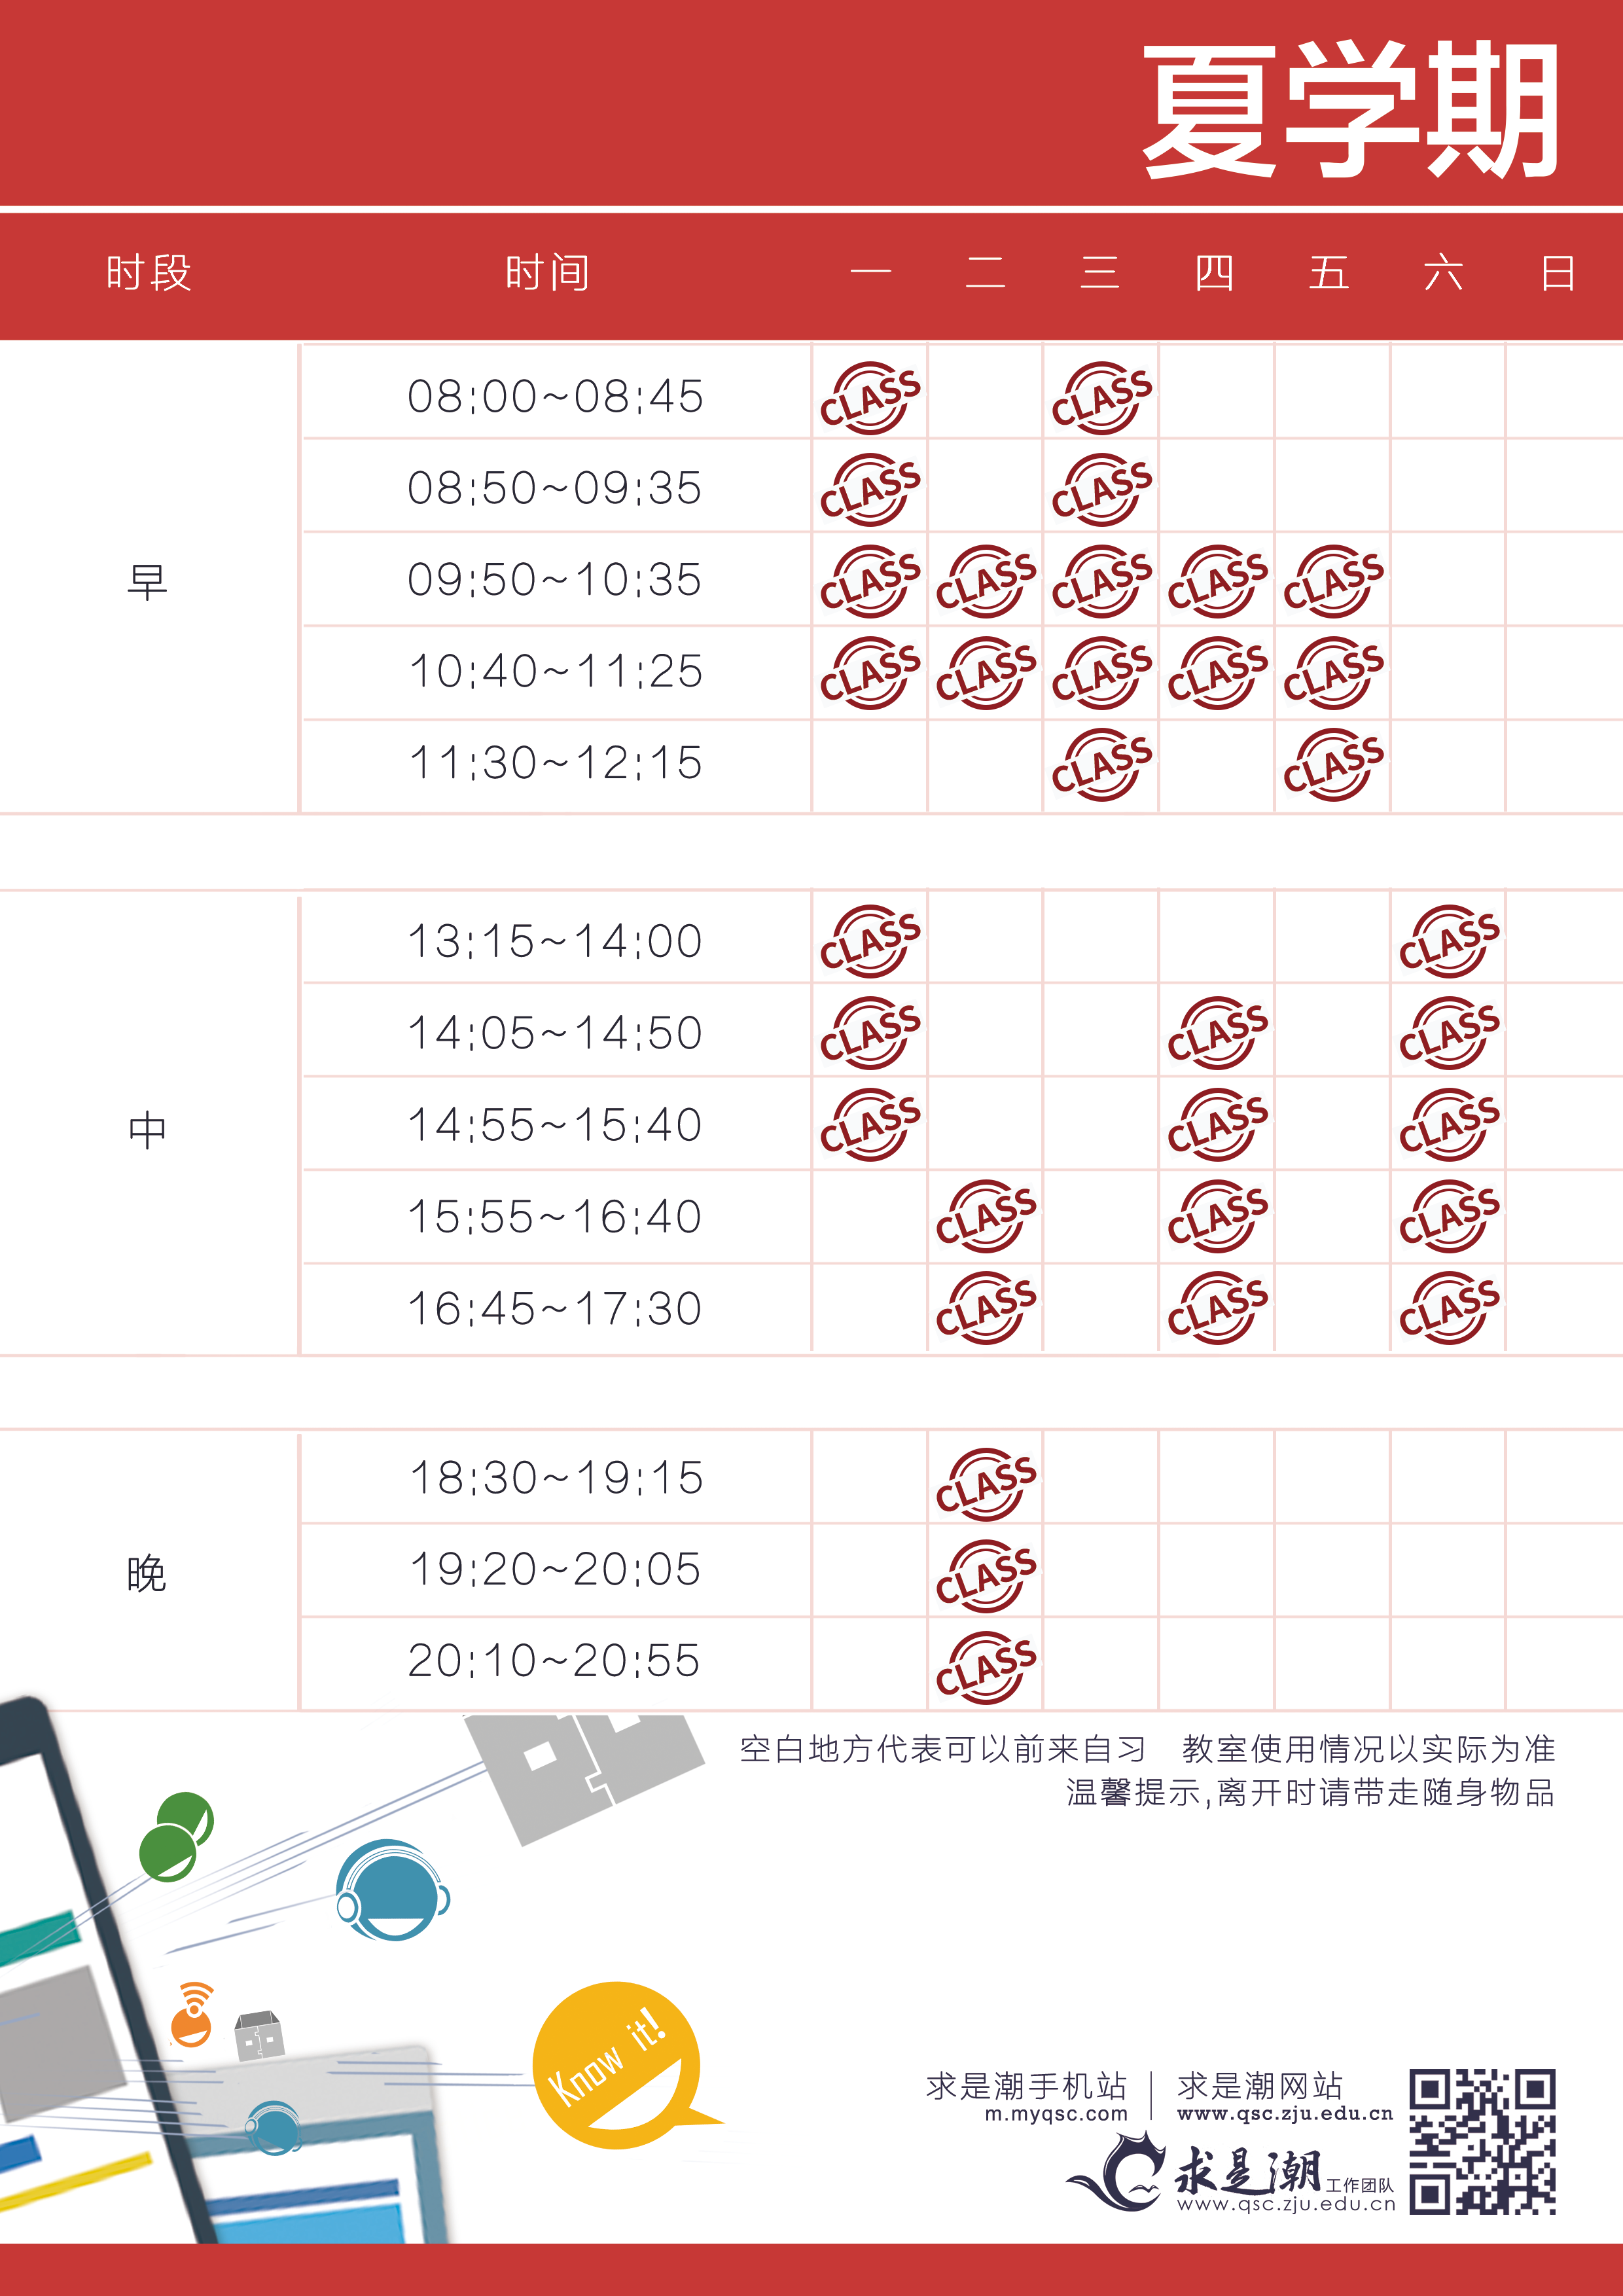 夏学期
时段 时间 一 二 三 四 五 六 日
08:00~08:45 CLASS CLASS
08:50~09:35 CLASS CLASS
早
09:50~10:35 CLASS CLASS CLASS CLASS CLASS
10:40~11:25 CLASS CLASS CLASS CLASS CLASS
11:30~12:15 CLASS CLASS
13:15~14:00 CLASS CLASS
14:05~14:50 CLASS CLASS CLASS
中
14:55~15:40 CLASS CLASS CLASS
15:55~16:40 CLASS CLASS CLASS
16:45~17:30 CLASS CLASS CLASS
18:30~19:15 CLASS
晚
19:20~20:05 CLASS
20:10~20:55 CLASS
空白地方代表可以前来自习 教室使用情况以实际为准
温馨提示,离开时请带走随身物品
Know it!
求是潮手机站
m.myqsc.com
求是潮网站
www.qsc.zju.edu.cn
求是潮 工作团队
www.qsc.zju.edu.cn